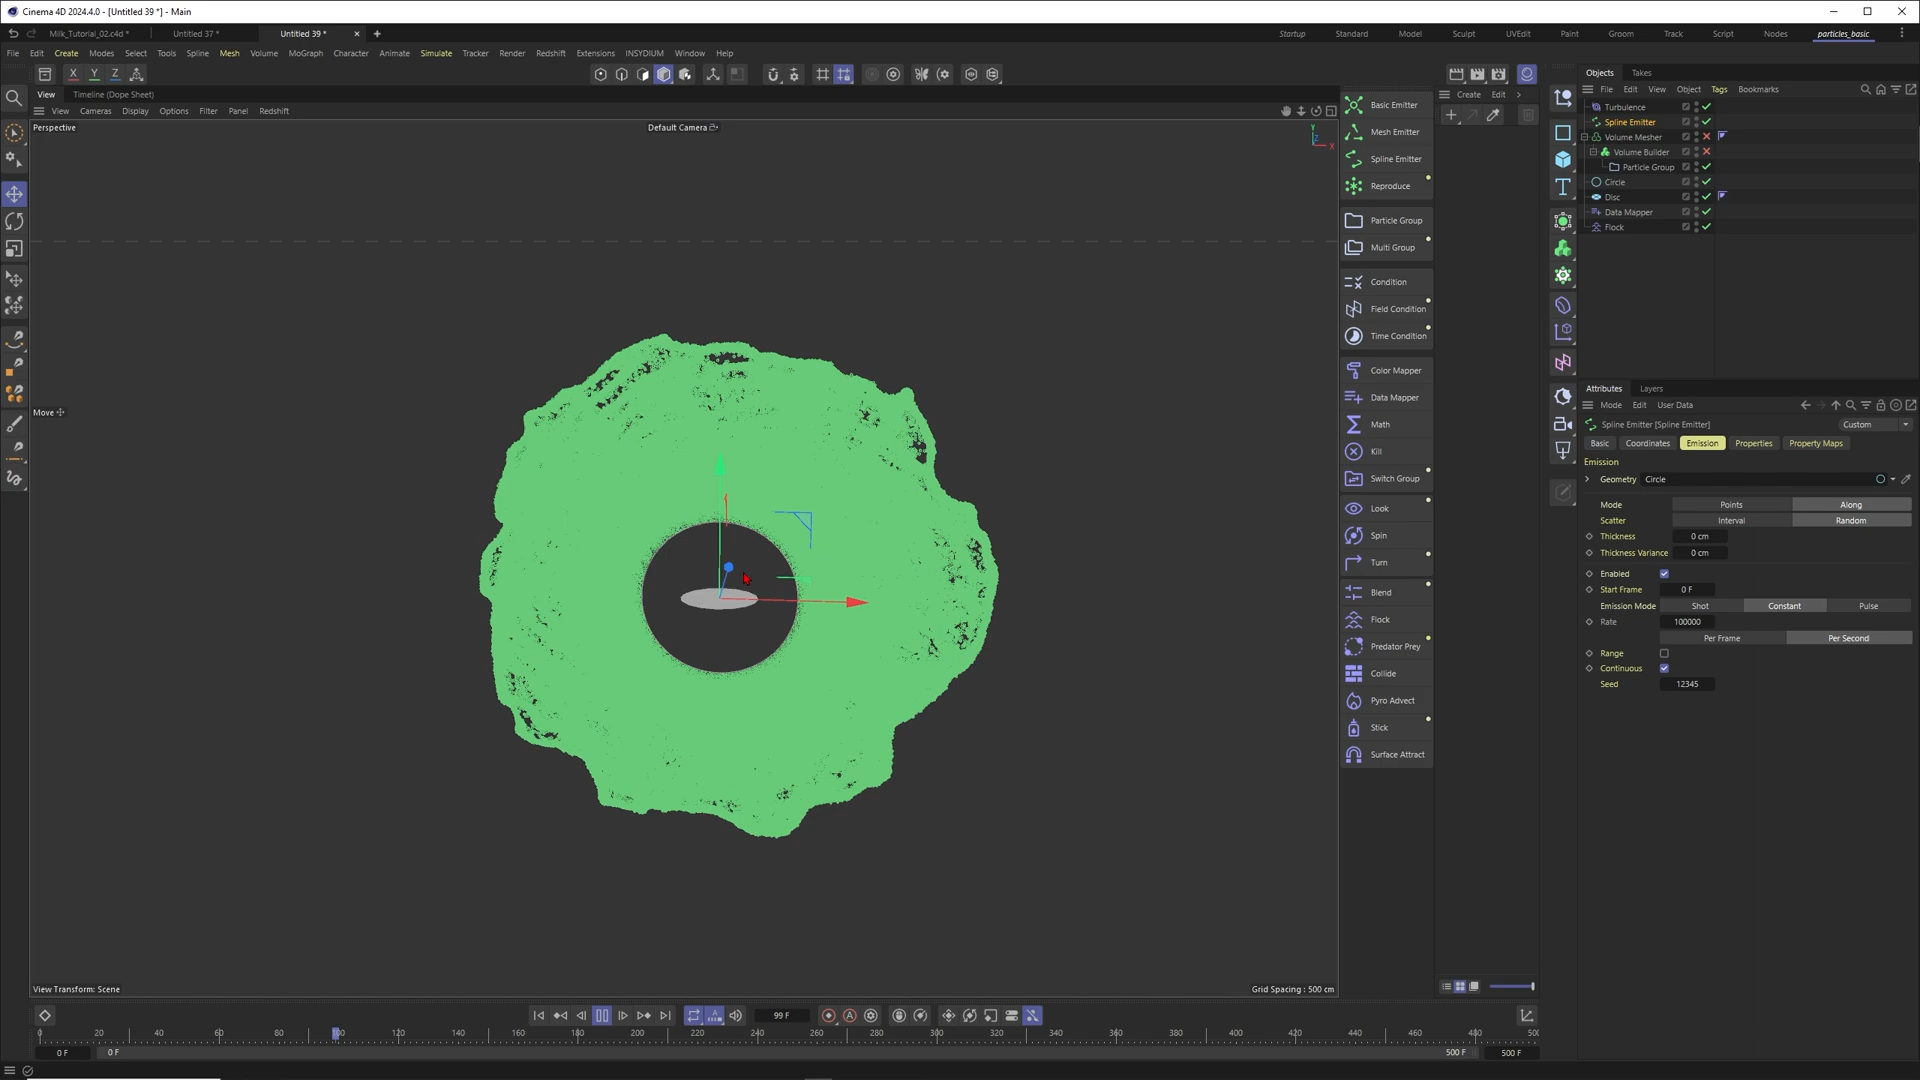 Cinema 4D 2024.4.0 - [Untitled 39 *] - Main
Milk_Tutorial_02.c4d * Untitled 37 * Untitled 39 * Startup Standard Model Sculpt UVEdit Paint Groom Track Script Nodes particles_basic
File Edit Create Modes Select Tools Spline Mesh Volume MoGraph Character Animate Simulate Tracker Render Redshift Extensions INSYDIUM Window Help
X Y Z
Objects Takes
View Timeline (Dope Sheet) Create Edit
File Edit View Object Tags Bookmarks
View Cameras Display Options Filter Panel Redshift
Perspective Default Camera
Y
Z
X
Basic Emitter
Mesh Emitter
Spline Emitter
Reproduce
Particle Group
Multi Group
Condition
Field Condition
Time Condition
Color Mapper
Data Mapper
Math
Kill
Switch Group
Look
Spin
Turn
Blend
Flock
Predator Prey
Collide
Pyro Advect
Stick
Surface Attract
Turbulence
Spline Emitter
Volume Mesher
Volume Builder
Particle Group
Circle
Disc
Data Mapper
Flock
Attributes Layers
Mode Edit User Data
Spline Emitter [Spline Emitter] Custom
Basic Coordinates Emission Properties Property Maps
Emission
Geometry Circle
Mode Points Along
Scatter Interval Random
Thickness 0 cm
Thickness Variance 0 cm
Enabled
Start Frame 0 F
Emission Mode Shot Constant Pulse
Rate 100000
Per Frame Per Second
Range
Continuous
Seed 12345
Move
View Transform: Scene Grid Spacing : 500 cm
99 F
0 20 40 60 80 100 120 140 160 180 200 220 240 260 280 300 320 340 360 380 400 420 440 460 480 50
0 F 0 F 500 F 500 F